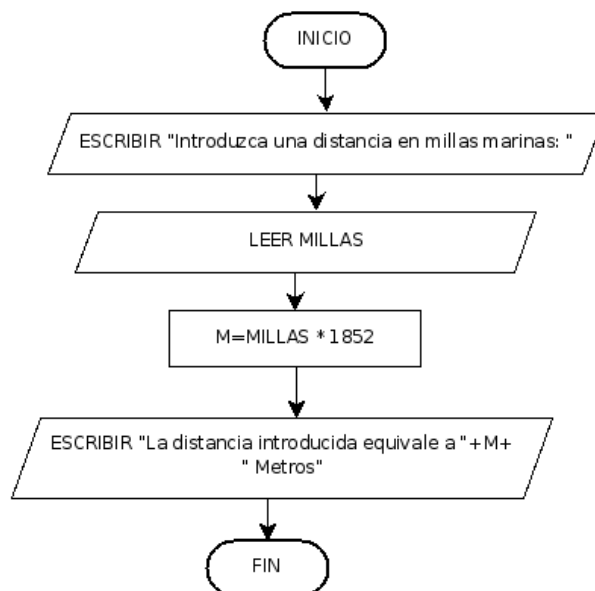 INICIO
ESCRIBIR "Introduzca una distancia en millas marinas: "
LEER MILLAS
M=MILLAS * 1852
ESCRIBIR "La distancia introducida equivale a "+M+
" Metros"
FIN